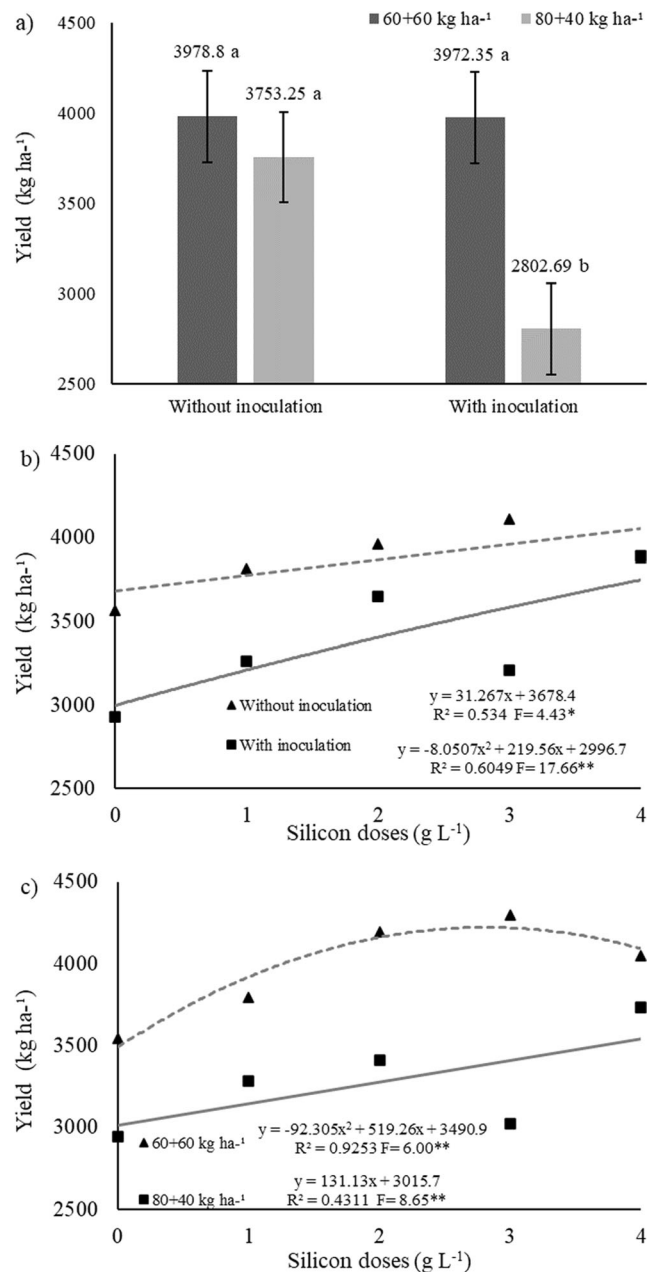 a)
60+60 kg ha-¹ 80+40 kg ha-¹
4500
3978.8 a
3972.35 a
3753.25 a
4000
3500
2802.69 b
3000
2500
Yield (kg ha-¹)
Without inoculation With inoculation
b)
4500
4000
3500
3000
2500
Yield (kg ha-¹)
Without inoculation
With inoculation
y = 31.267x + 3678.4
R² = 0.534 F= 4.43*
y = -8.0507x² + 219.56x + 2996.7
R² = 0.6049 F= 17.66**
0 1 2 3 4
Silicon doses (g L-¹)
c)
4500
4000
3500
3000
2500
Yield (kg ha-¹)
y = -92.305x² + 519.26x + 3490.9
60+60 kg ha-¹
R² = 0.9253 F= 6.00**
y = 131.13x + 3015.7
80+40 kg ha-¹
R² = 0.4311 F= 8.65**
0 1 2 3 4
Silicon doses (g L-¹)